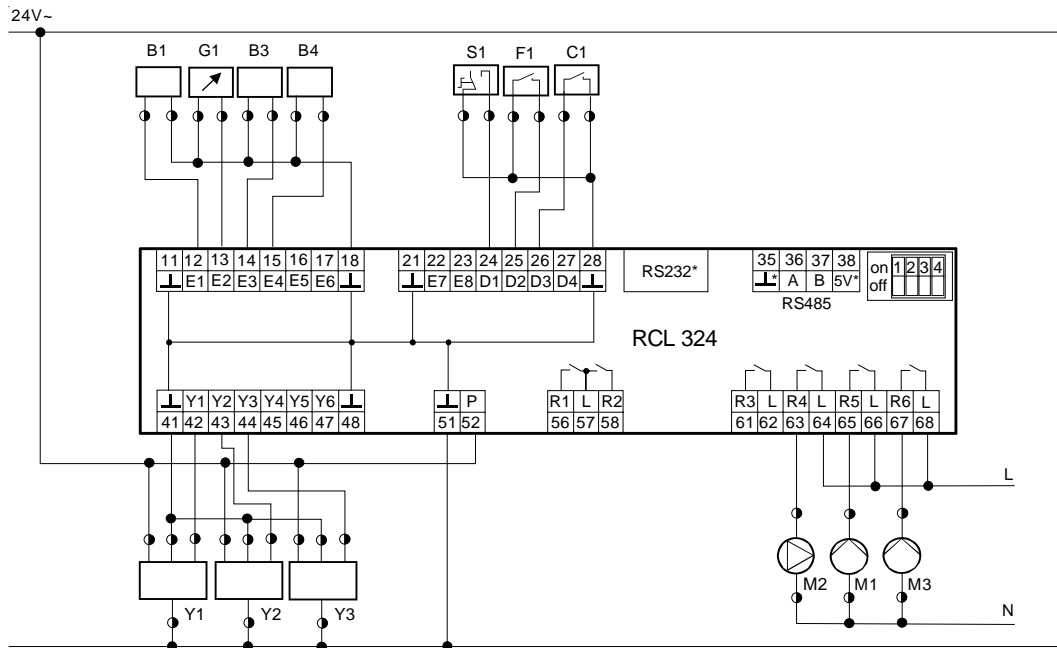 24V~
B1 G1 B3 B4 S1 F1 C1
11 12 13 14 15 16 17 18 21 22 23 24 25 26 27 28 35 36 37 38
E1 E2 E3 E4 E5 E6 E7 E8 D1 D2 D3 D4 RS232* * A B 5V* on off 1 2 3 4
RS485
RCL 324
Y1 Y2 Y3 Y4 Y5 Y6 P R1 L R2 R3 L R4 L R5 L R6 L
41 42 43 44 45 46 47 48 51 52 56 57 58 61 62 63 64 65 66 67 68
L
M2 M1 M3
Y1 Y2 Y3 N